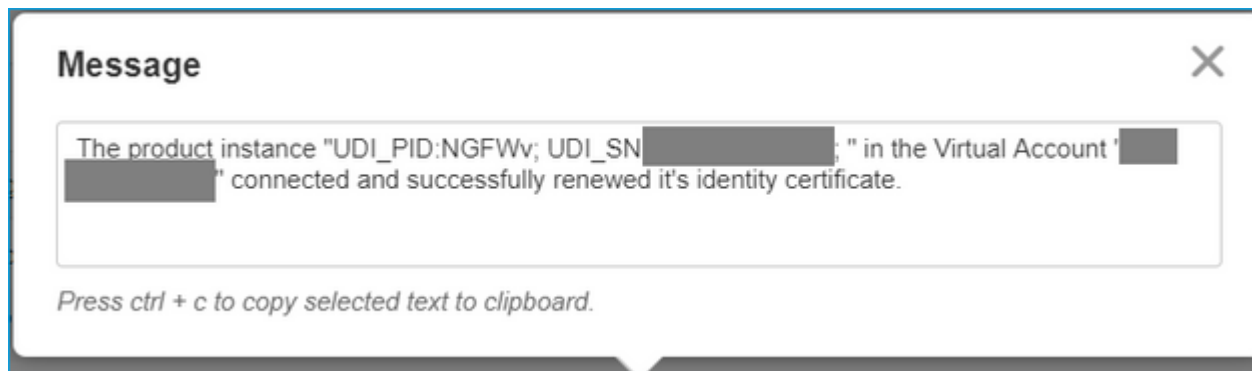 Message
The product instance "UDI_PID:NGFWv; UDI_SN ; " in the Virtual Account '
" connected and successfully renewed it's identity certificate.
Press ctrl + c to copy selected text to clipboard.